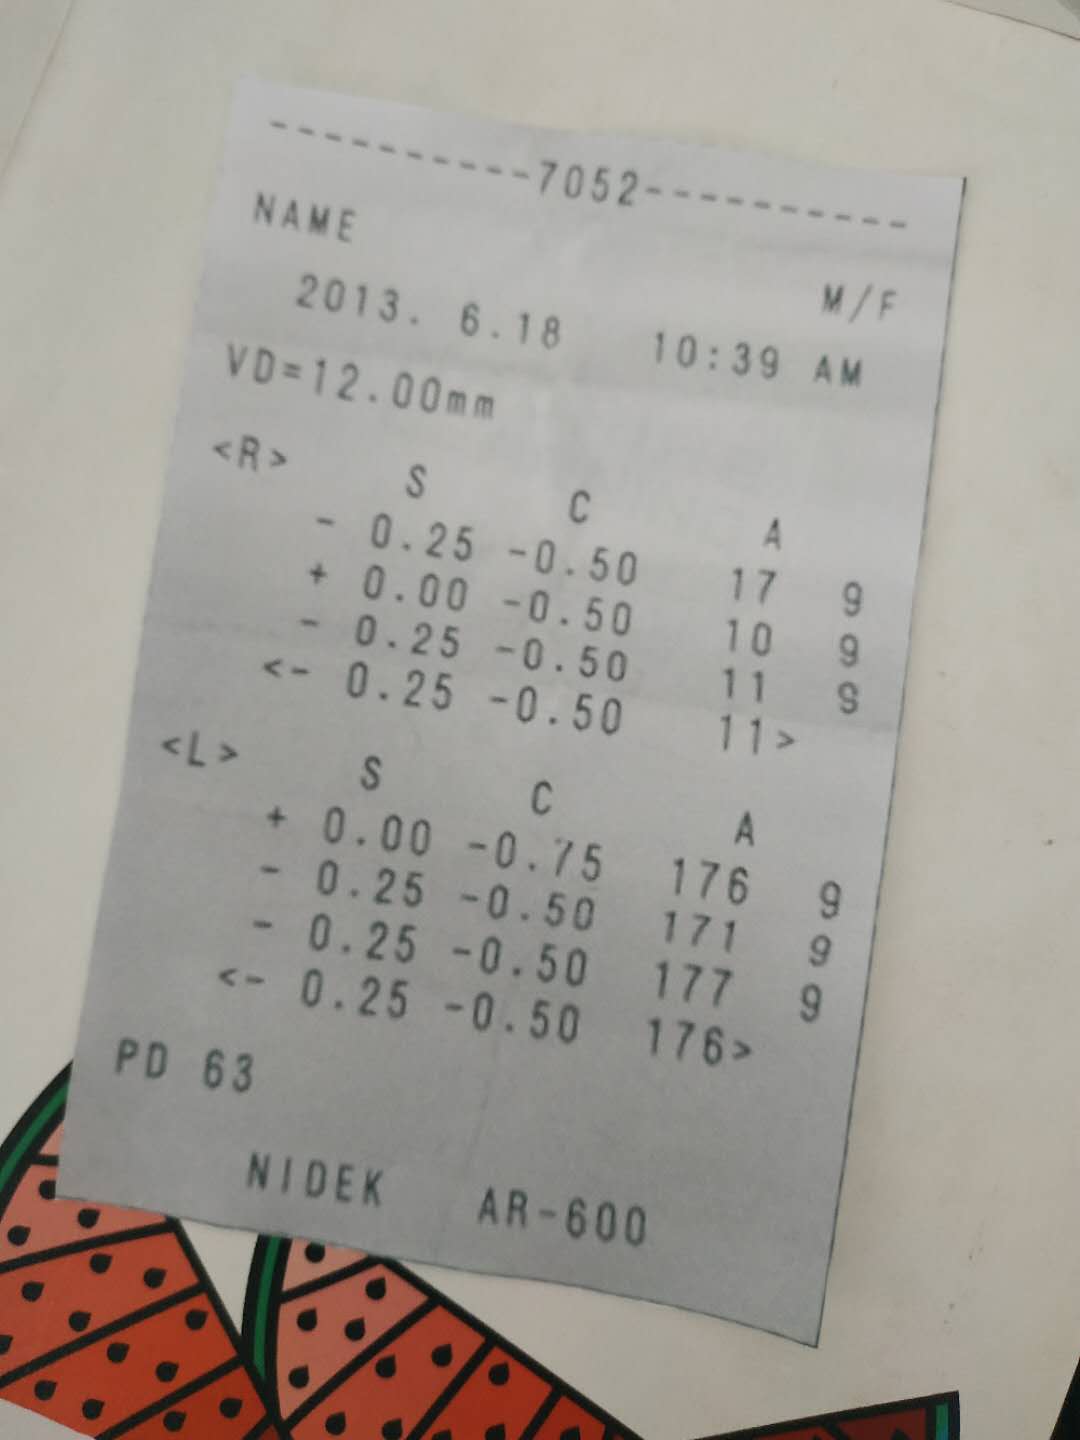 ----------7052----------
NAME
M/F
2013. 6.18 10:39 AM
VD=12.00mm
<R> S C A
- 0.25 -0.50 17 9
+ 0.00 -0.50 10 9
- 0.25 -0.50 11 S
<- 0.25 -0.50 11>
<L> S C A
+ 0.00 -0.75 176 9
- 0.25 -0.50 171 9
- 0.25 -0.50 177 9
<- 0.25 -0.50 176>
PD 63
NIDEK AR-600